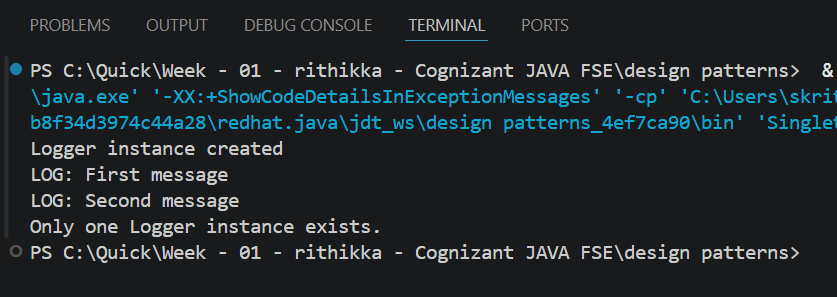 PROBLEMS OUTPUT DEBUG CONSOLE TERMINAL PORTS
PS C:\Quick\Week - 01 - rithikka - Cognizant JAVA FSE\design patterns>  &
\java.exe' '-XX:+ShowCodeDetailsInExceptionMessages' '-cp' 'C:\Users\skrit
b8f34d3974c44a28\redhat.java\jdt_ws\design patterns_4ef7ca90\bin' 'Singlet
Logger instance created
LOG: First message
LOG: Second message
Only one Logger instance exists.
PS C:\Quick\Week - 01 - rithikka - Cognizant JAVA FSE\design patterns>